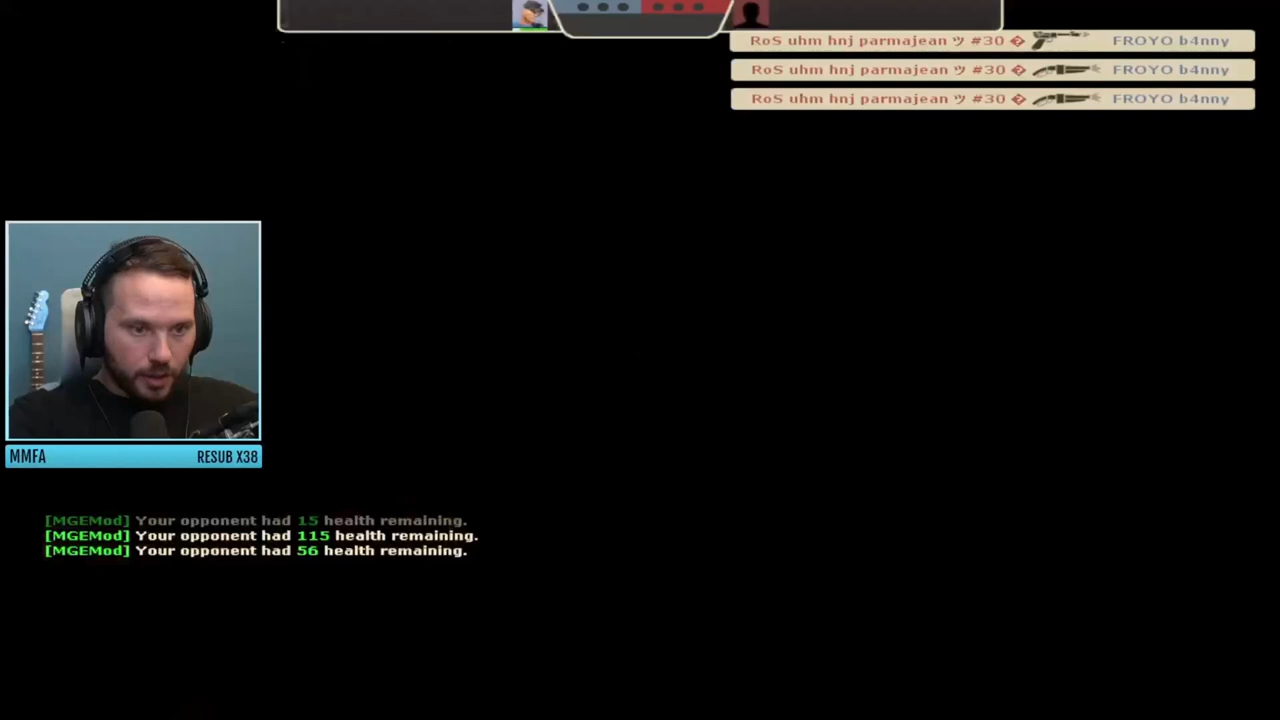 RoS uhm hnj parmajean ツ #30 � FROYO b4nny
RoS uhm hnj parmajean ツ #30 � FROYO b4nny
RoS uhm hnj parmajean ツ #30 � FROYO b4nny
MMFA RESUB X38
[MGEMod] Your opponent had 15 health remaining.
[MGEMod] Your opponent had 115 health remaining.
[MGEMod] Your opponent had 56 health remaining.